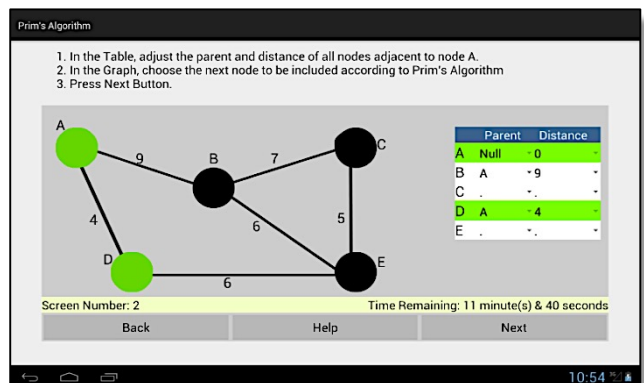 Prim's Algorithm
1. In the Table, adjust the parent and distance of all nodes adjacent to node A.
2. In the Graph, choose the next node to be included according to Prim's Algorithm
3. Press Next Button.
A
9
B
7
C
4
6
5
D
6
E
Parent Distance
A Null 0
B A 9
C . .
D A 4
E . .
Screen Number: 2
Time Remaining: 11 minute(s) & 40 seconds
Back
Help
Next
10:54